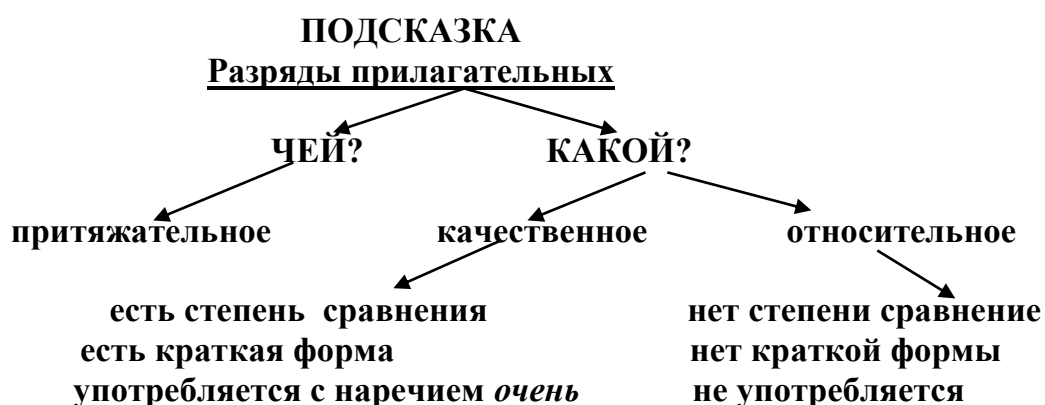 ПОДСКАЗКА
Разряды прилагательных
ЧЕЙ? КАКОЙ?
притяжательное качественное относительное
есть степень сравнения нет степени сравнение
есть краткая форма нет краткой формы
употребляется с наречием очень не употребляется